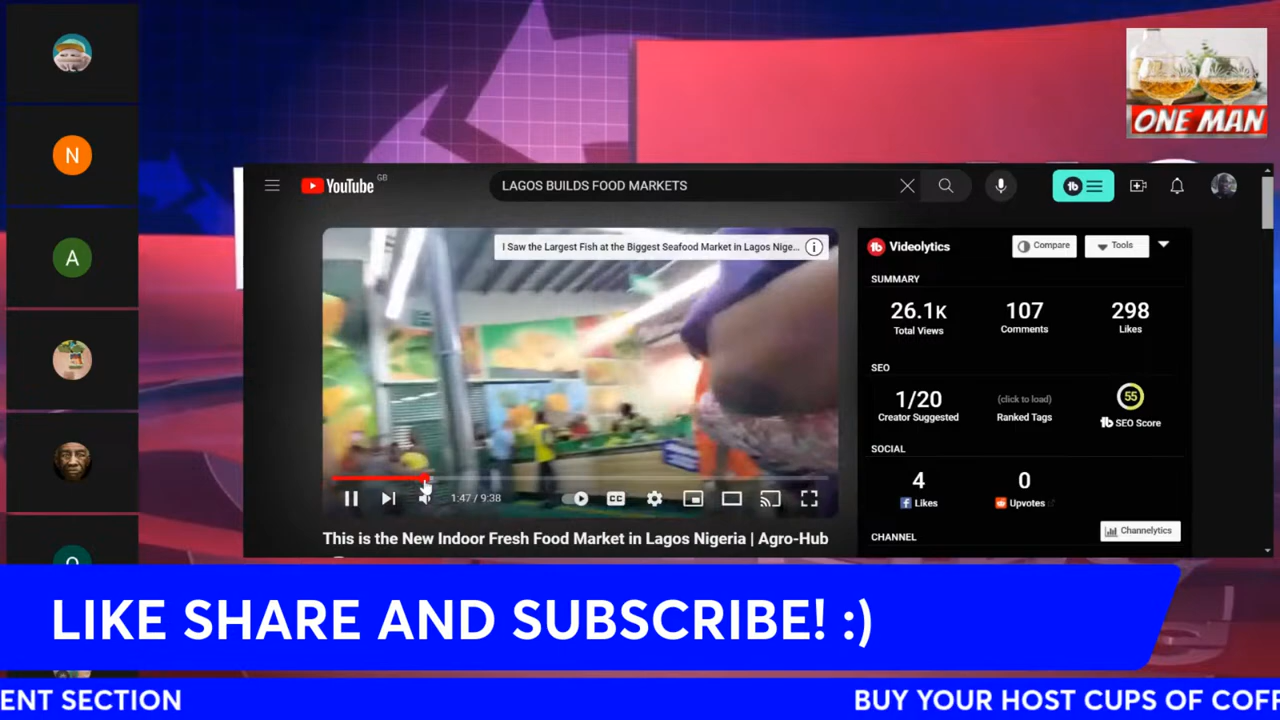 ONE MAN
N
A
YouTube GB
LAGOS BUILDS FOOD MARKETS
I Saw the Largest Fish at the Biggest Seafood Market in Lagos Nige...
1:47 / 9:38
CC
This is the New Indoor Fresh Food Market in Lagos Nigeria | Agro-Hub
tb Videolytics
Compare
Tools
SUMMARY
26.1K 107 298
Total Views Comments Likes
SEO
1/20 (click to load) 55
Creator Suggested Ranked Tags tb SEO Score
SOCIAL
4 0
Likes Upvotes
CHANNEL
Channelytics
LIKE SHARE AND SUBSCRIBE! :)
ENT SECTION
BUY YOUR HOST CUPS OF COFF